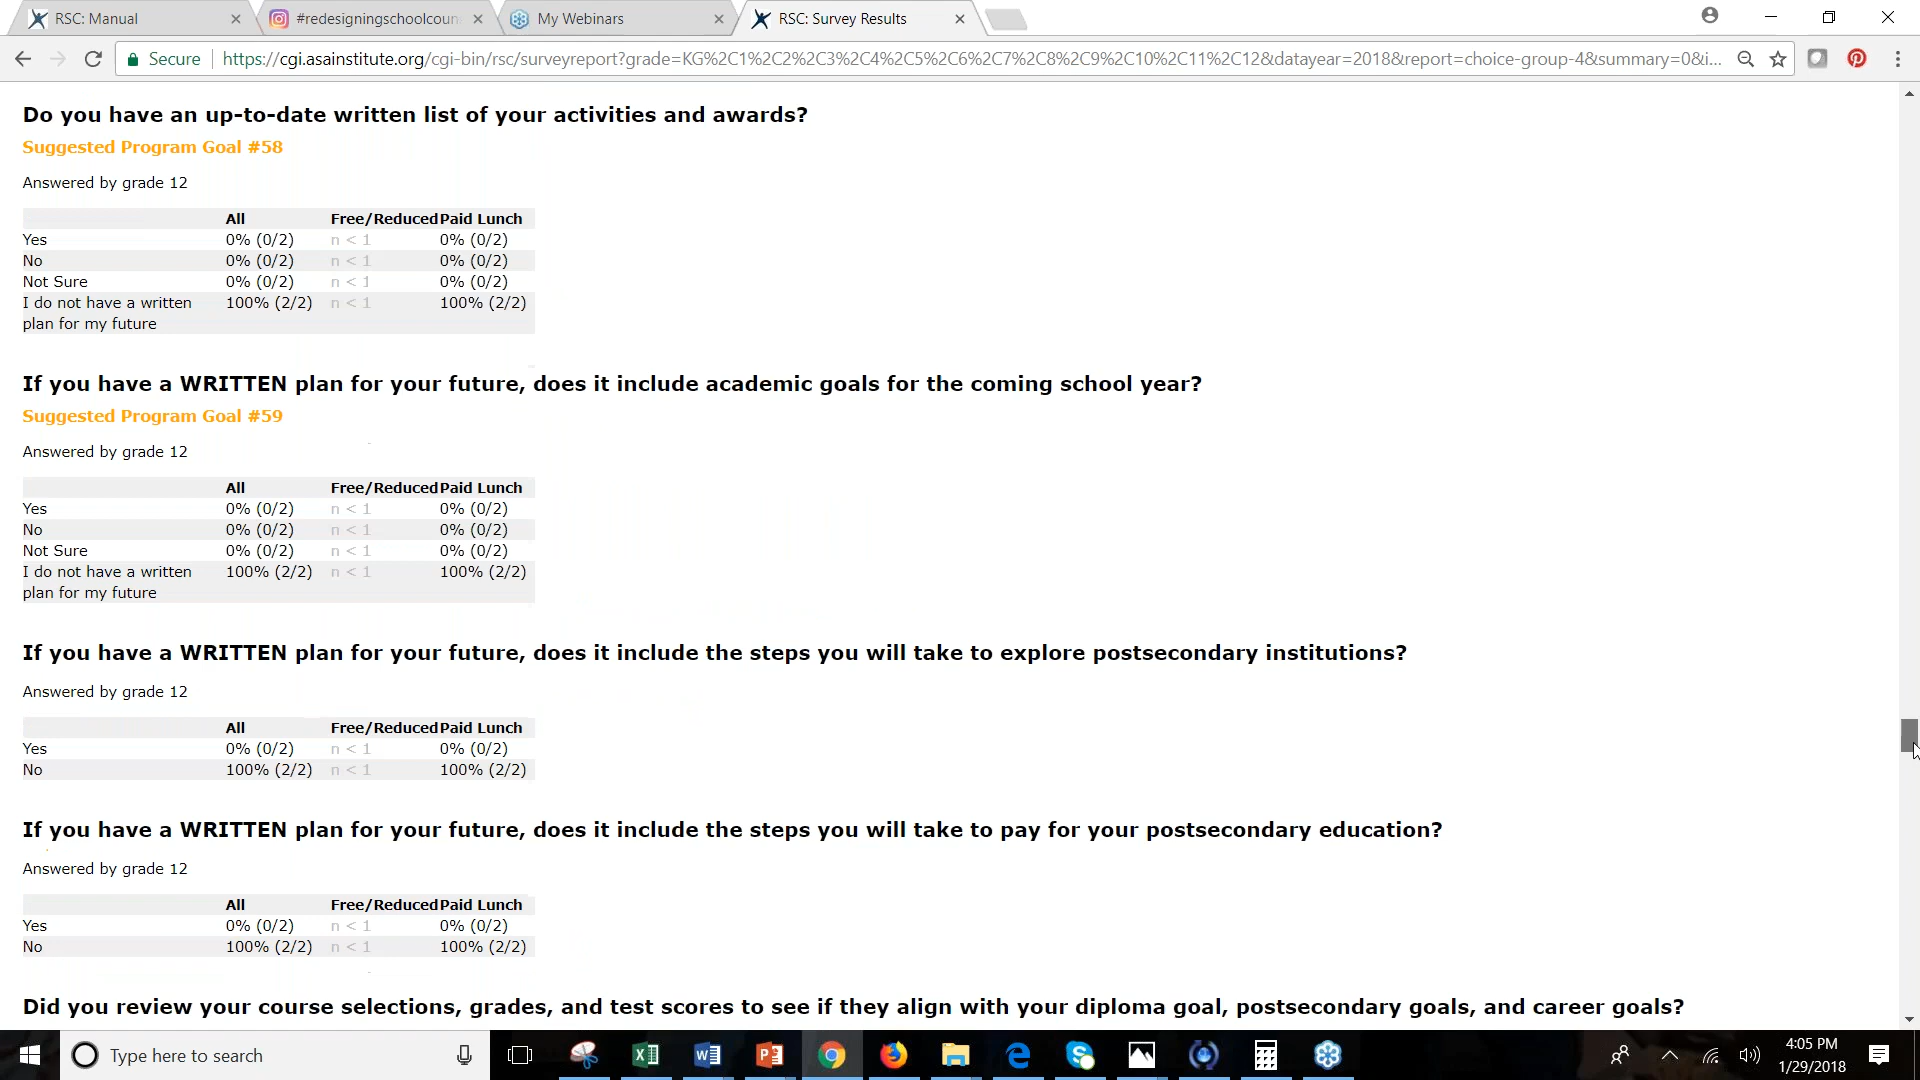 RSC: Manual
#redesigningschoolcoun
My Webinars
RSC: Survey Results
Secure
https://cgi.asainstitute.org/cgi-bin/rsc/surveyreport?grade=KG%2C1%2C2%2C3%2C4%2C5%2C6%2C7%2C8%2C9%2C10%2C11%2C12&datayear=2018&report=choice-group-4&summary=0&i...
Do you have an up-to-date written list of your activities and awards?
Suggested Program Goal #58
Answered by grade 12
All Free/Reduced Paid Lunch
Yes 0% (0/2) n < 1 0% (0/2)
No 0% (0/2) n < 1 0% (0/2)
Not Sure 0% (0/2) n < 1 0% (0/2)
I do not have a written 100% (2/2) n < 1 100% (2/2)
plan for my future
If you have a WRITTEN plan for your future, does it include academic goals for the coming school year?
Suggested Program Goal #59
Answered by grade 12
All Free/Reduced Paid Lunch
Yes 0% (0/2) n < 1 0% (0/2)
No 0% (0/2) n < 1 0% (0/2)
Not Sure 0% (0/2) n < 1 0% (0/2)
I do not have a written 100% (2/2) n < 1 100% (2/2)
plan for my future
If you have a WRITTEN plan for your future, does it include the steps you will take to explore postsecondary institutions?
Answered by grade 12
All Free/Reduced Paid Lunch
Yes 0% (0/2) n < 1 0% (0/2)
No 100% (2/2) n < 1 100% (2/2)
If you have a WRITTEN plan for your future, does it include the steps you will take to pay for your postsecondary education?
Answered by grade 12
All Free/Reduced Paid Lunch
Yes 0% (0/2) n < 1 0% (0/2)
No 100% (2/2) n < 1 100% (2/2)
Did you review your course selections, grades, and test scores to see if they align with your diploma goal, postsecondary goals, and career goals?
Type here to search
4:05 PM
1/29/2018